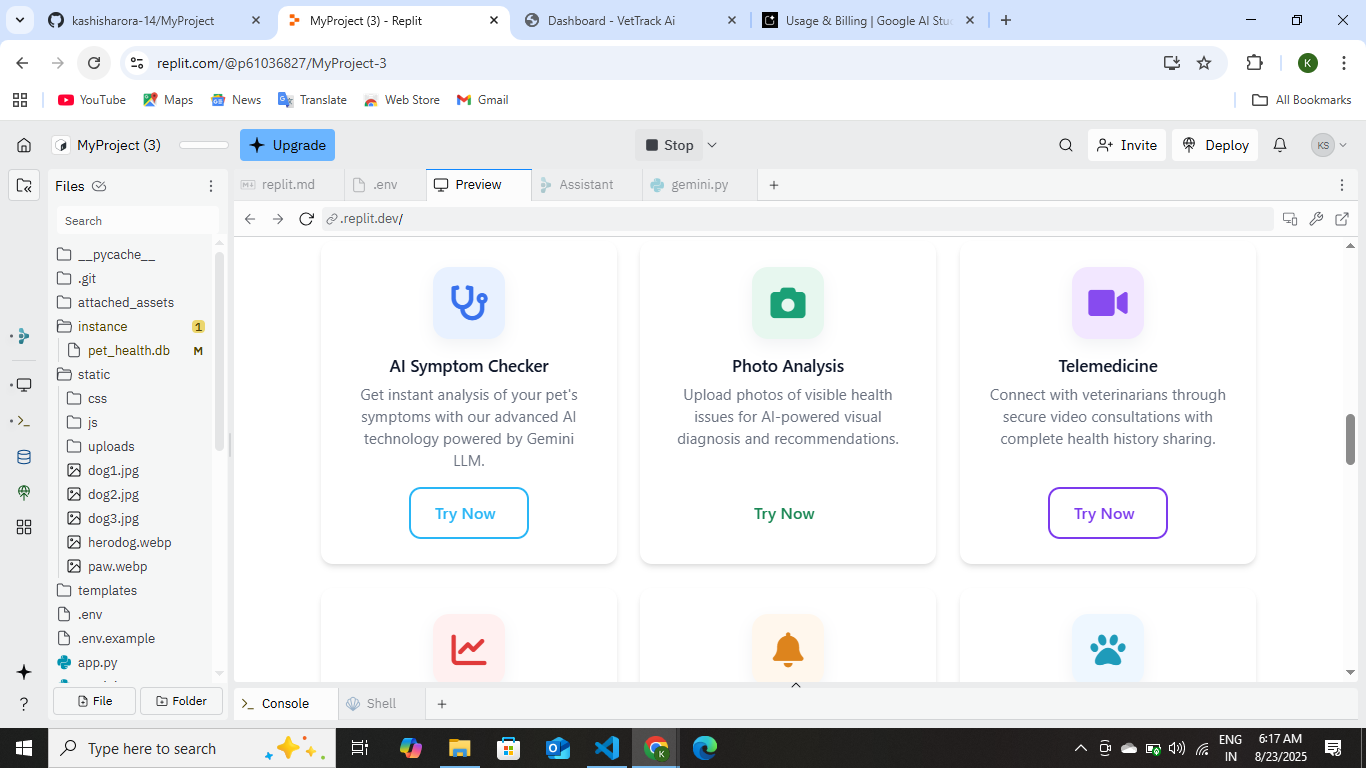 kashisharora-14/MyProject
MyProject (3) - Replit
Dashboard - VetTrack Ai
Usage & Billing | Google AI Stu
replit.com/@p61036827/MyProject-3
K
YouTube
Maps
News
Translate
Web Store
Gmail
All Bookmarks
MyProject (3)
Upgrade
Stop
Invite
Deploy
KS
Files
replit.md
.env
Preview
Assistant
gemini.py
Search
.replit.dev/
__pycache__
.git
attached_assets
instance
1
pet_health.db
M
static
css
js
uploads
dog1.jpg
dog2.jpg
dog3.jpg
herodog.webp
paw.webp
templates
.env
.env.example
app.py
File
Folder
AI Symptom Checker
Get instant analysis of your pet's
symptoms with our advanced AI
technology powered by Gemini
LLM.
Try Now
Photo Analysis
Upload photos of visible health
issues for AI-powered visual
diagnosis and recommendations.
Try Now
Telemedicine
Connect with veterinarians through
secure video consultations with
complete health history sharing.
Try Now
Console
Shell
Type here to search
K
ENG
IN
6:17 AM
8/23/2025